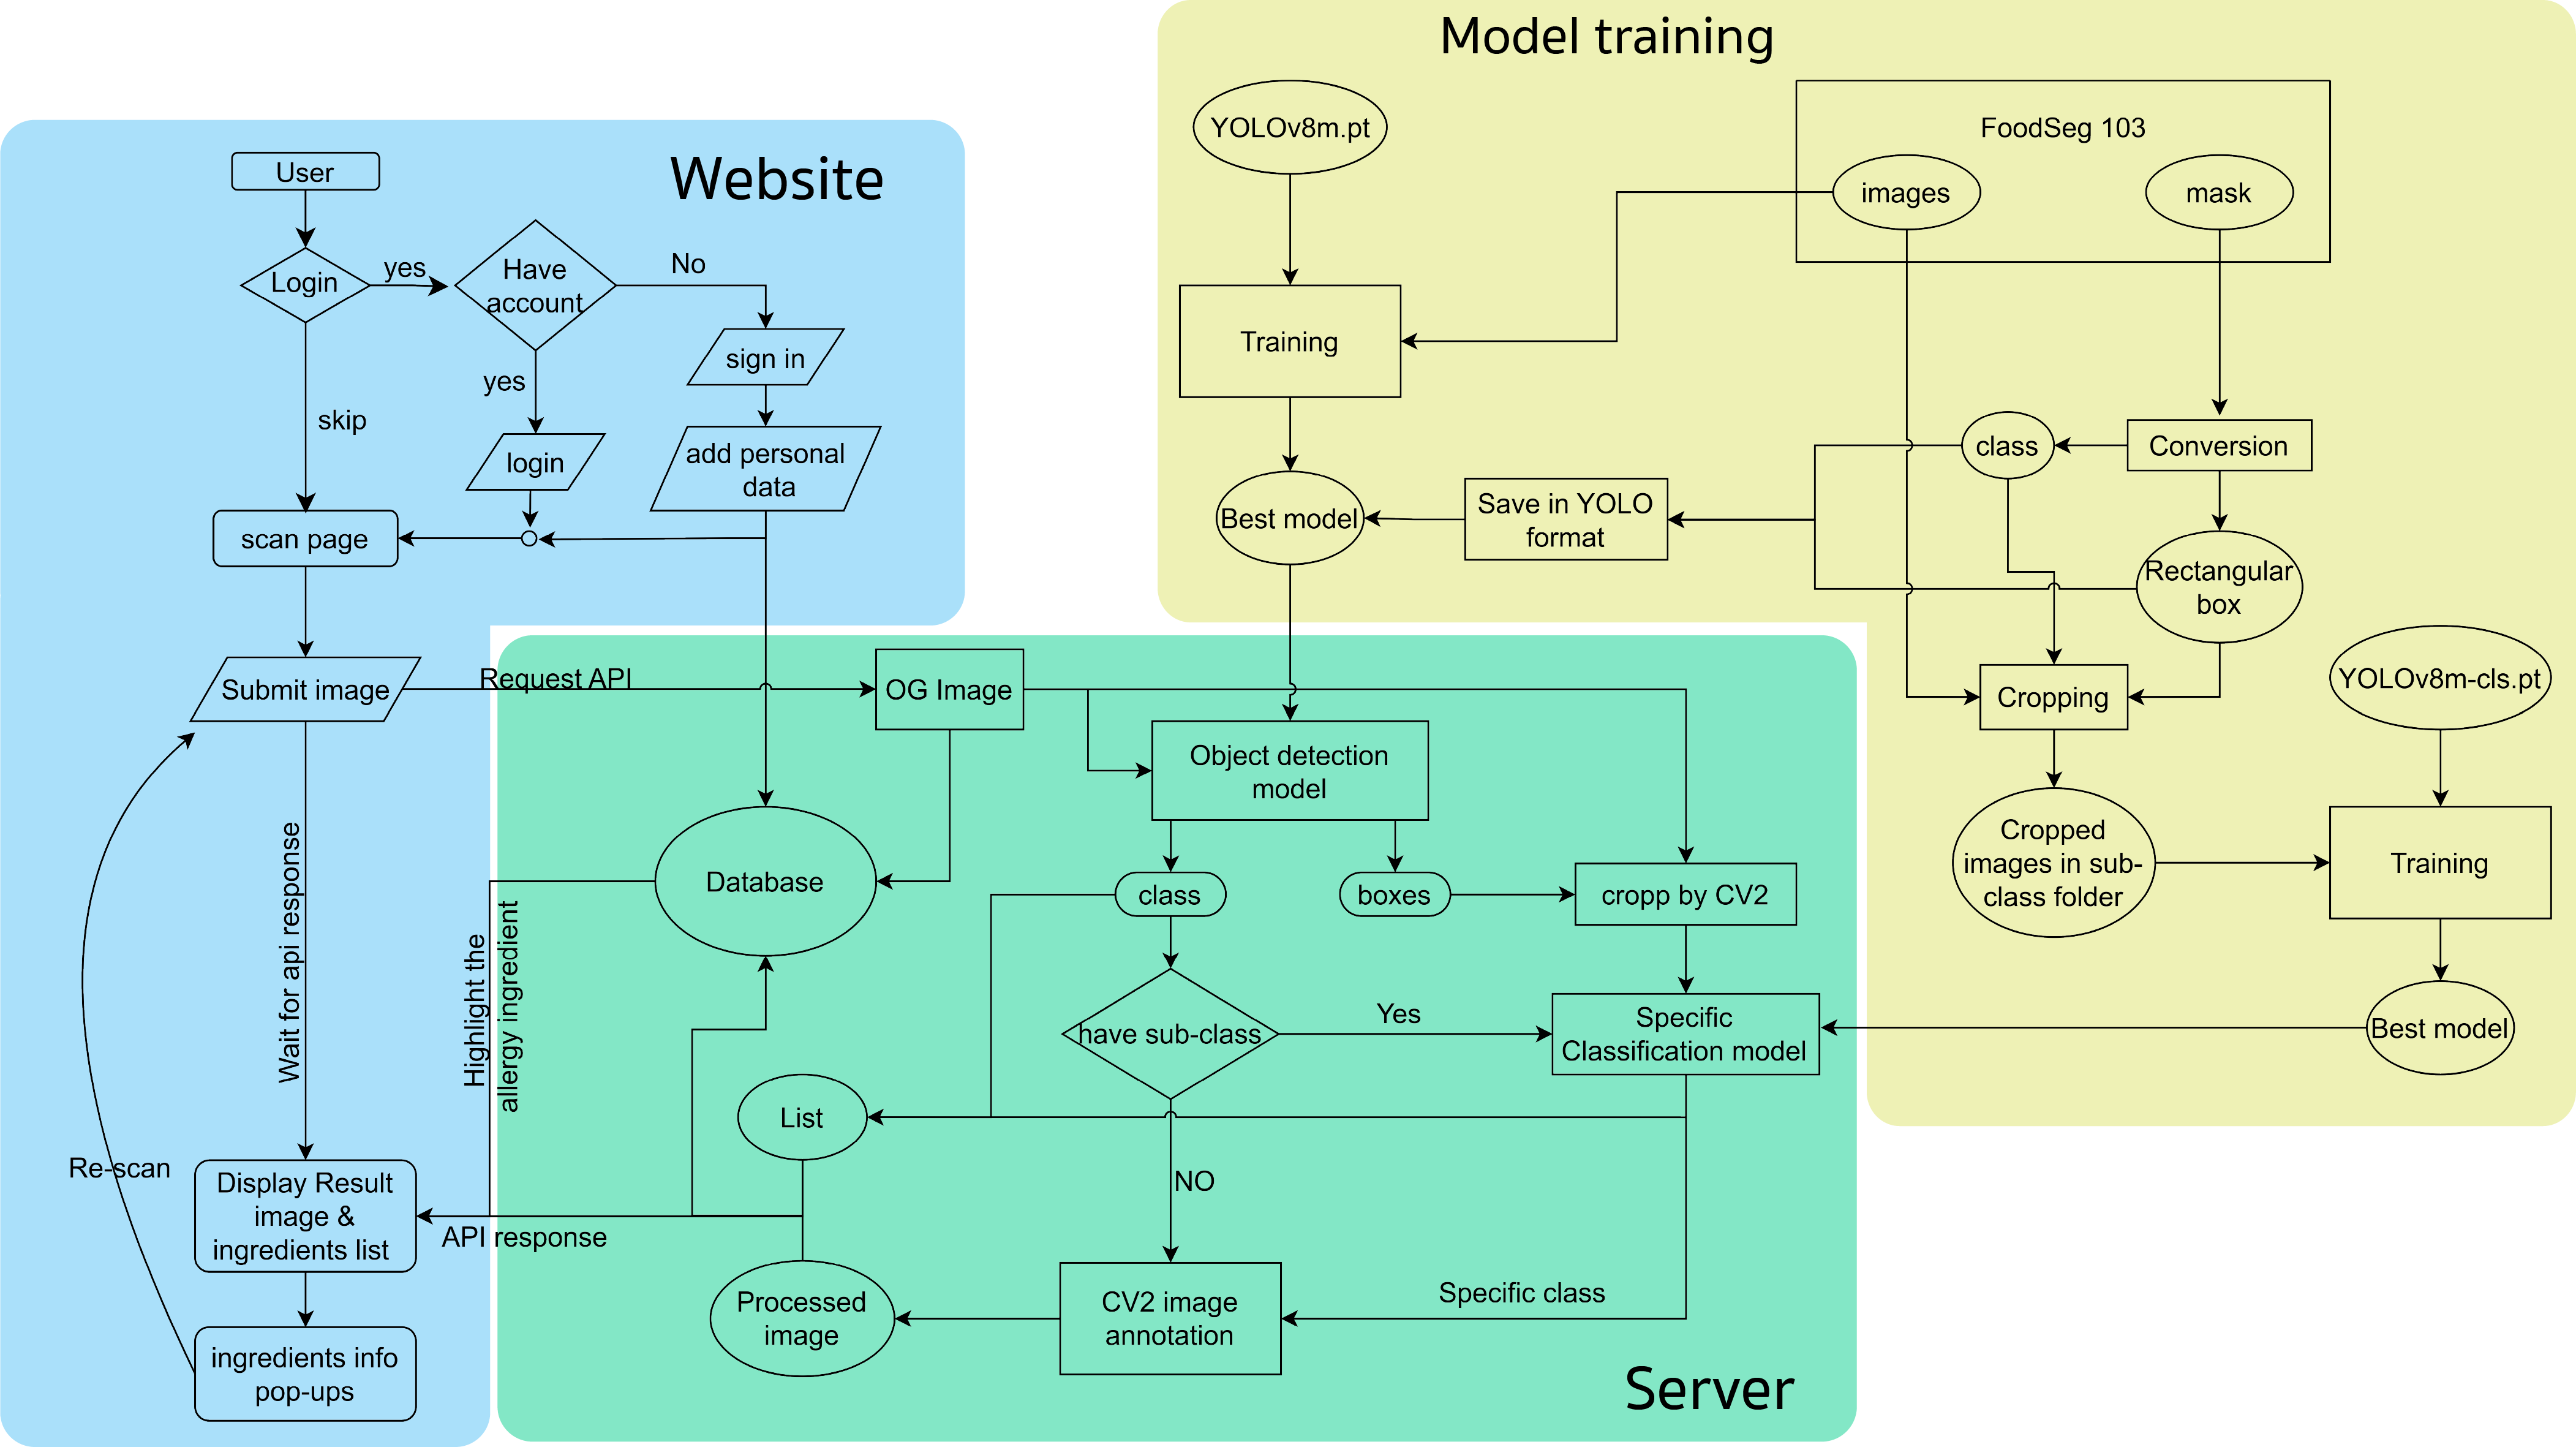 Model training
YOLOv8m.pt
FoodSeg 103
images
mask
Training
class
Conversion
Save in YOLO
format
Best model
Rectangular
box
Cropping
YOLOv8m-cls.pt
Cropped
images in sub-
class folder
Training
Best model
Website
User
Login
yes
Have
account
No
sign in
yes
skip
login
add personal
data
scan page
Submit image
Request API
Wait for api response
Highlight the
allergy ingredient
Re-scan
Display Result
image &
ingredients list
API response
ingredients info
pop-ups
OG Image
Object detection
model
Database
class
boxes
cropp by CV2
have sub-class
Yes
Specific
Classification model
List
NO
Specific class
Processed
image
CV2 image
annotation
Server